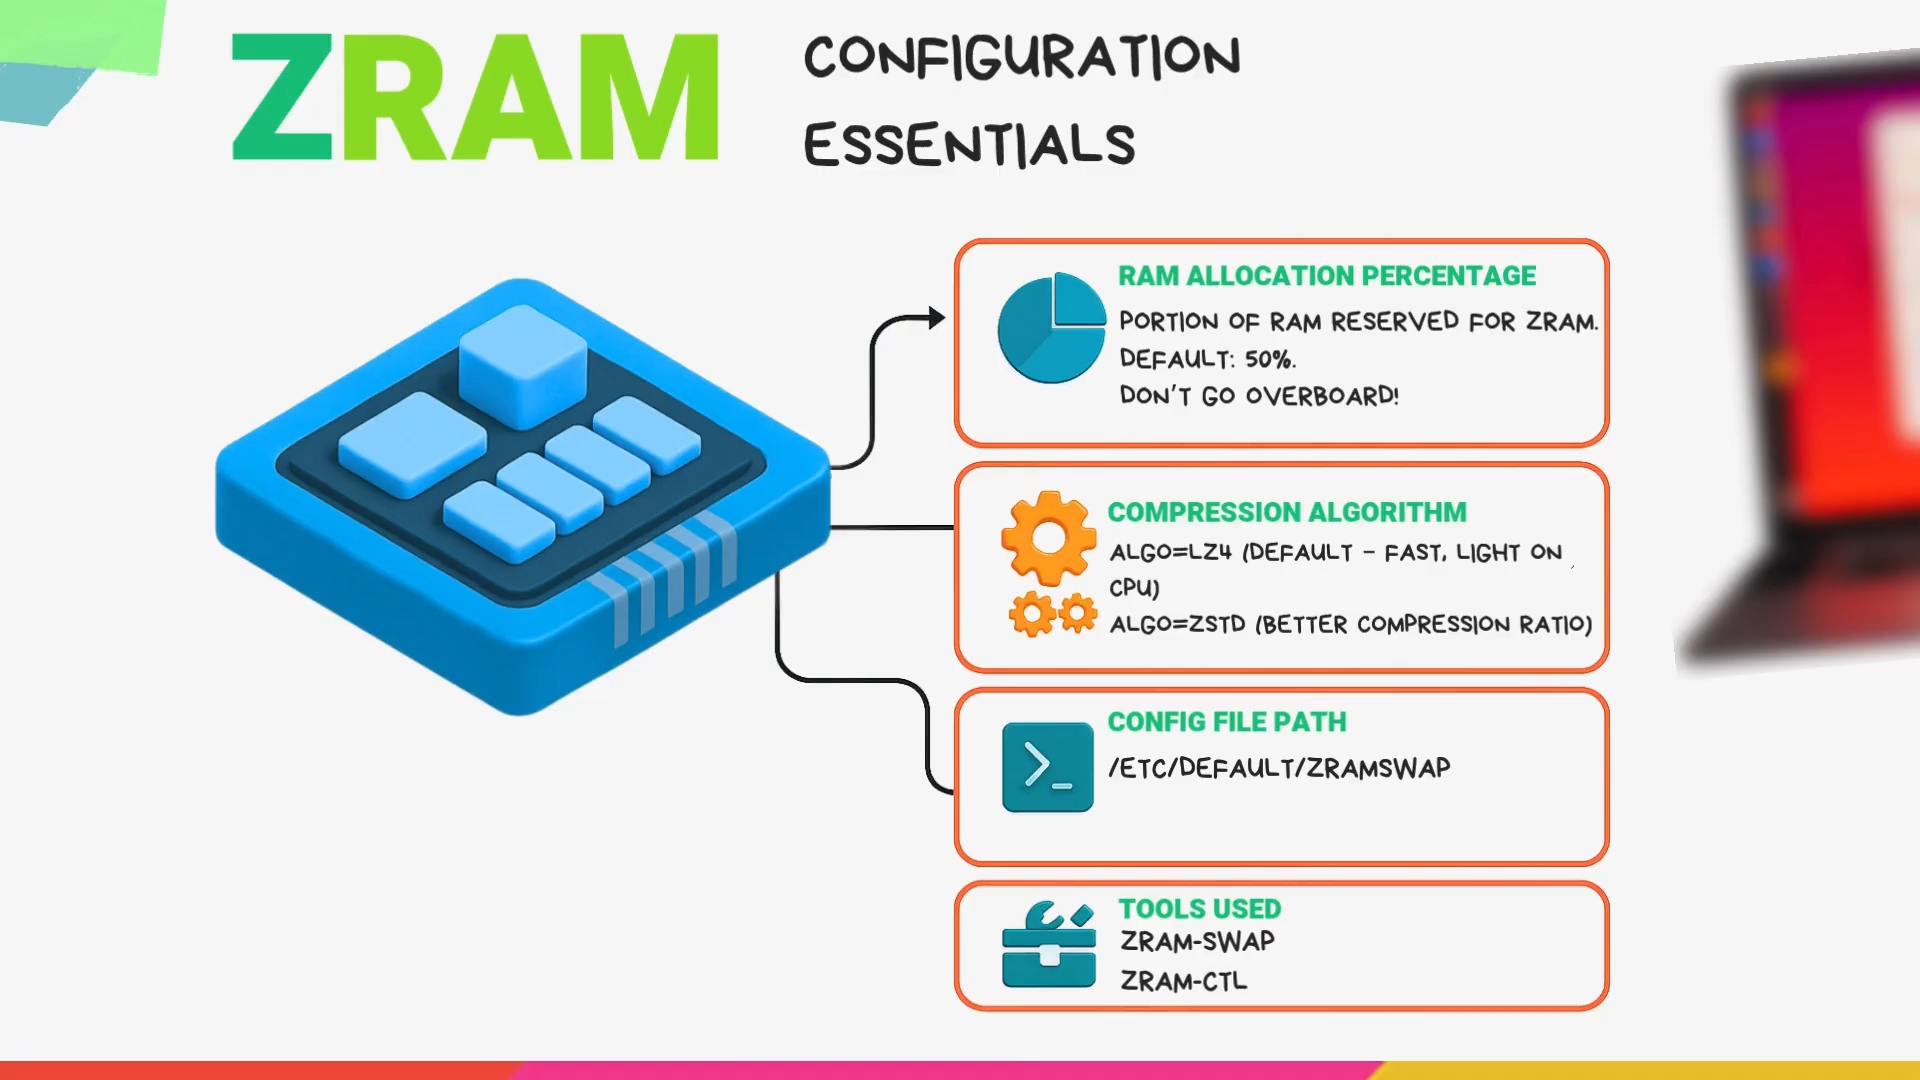 ZRAM
CONFIGURATION
ESSENTIALS
RAM ALLOCATION PERCENTAGE
PORTION OF RAM RESERVED FOR ZRAM.
DEFAULT: 50%.
DON'T GO OVERBOARD!
COMPRESSION ALGORITHM
ALGO=LZ4 (DEFAULT - FAST, LIGHT ON
CPU)
ALGO=ZSTD (BETTER COMPRESSION RATIO)
CONFIG FILE PATH
/ETC/DEFAULT/ZRAMSWAP
TOOLS USED
ZRAM-SWAP
ZRAM-CTL